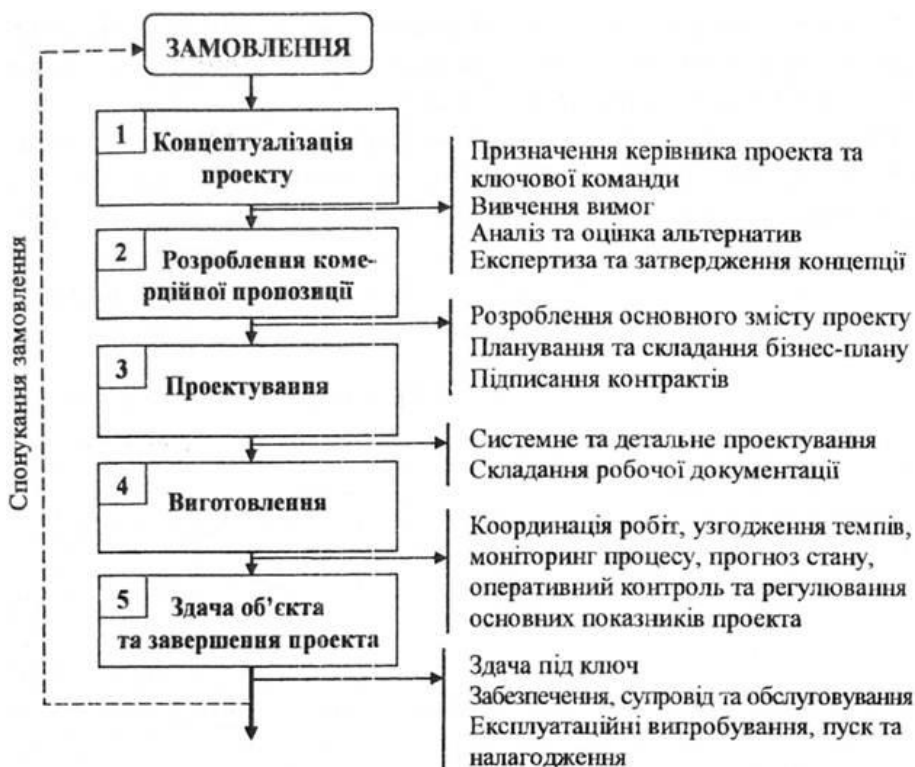 ЗАМОВЛЕННЯ
1
Концептуалізація
проекту
Призначення керівника проекта та
ключової команди
Вивчення вимог
Аналіз та оцінка альтернатив
Експертиза та затвердження концепції
2
Розроблення коме-
рційної пропозиції
Розроблення основного змісту проекту
Планування та складання бізнес-плану
Підписання контрактів
3
Проектування
Системне та детальне проектування
Складання робочої документації
4
Виготовлення
Координація робіт, узгодження темпів,
моніторинг процесу, прогноз стану,
оперативний контроль та регулювання
основних показників проекта
5
Здача об’єкта
та завершення проекта
Здача під ключ
Забезпечення, супровід та обслуговування
Експлуатаційні випробування, пуск та
налагодження
Спонукання замовлення